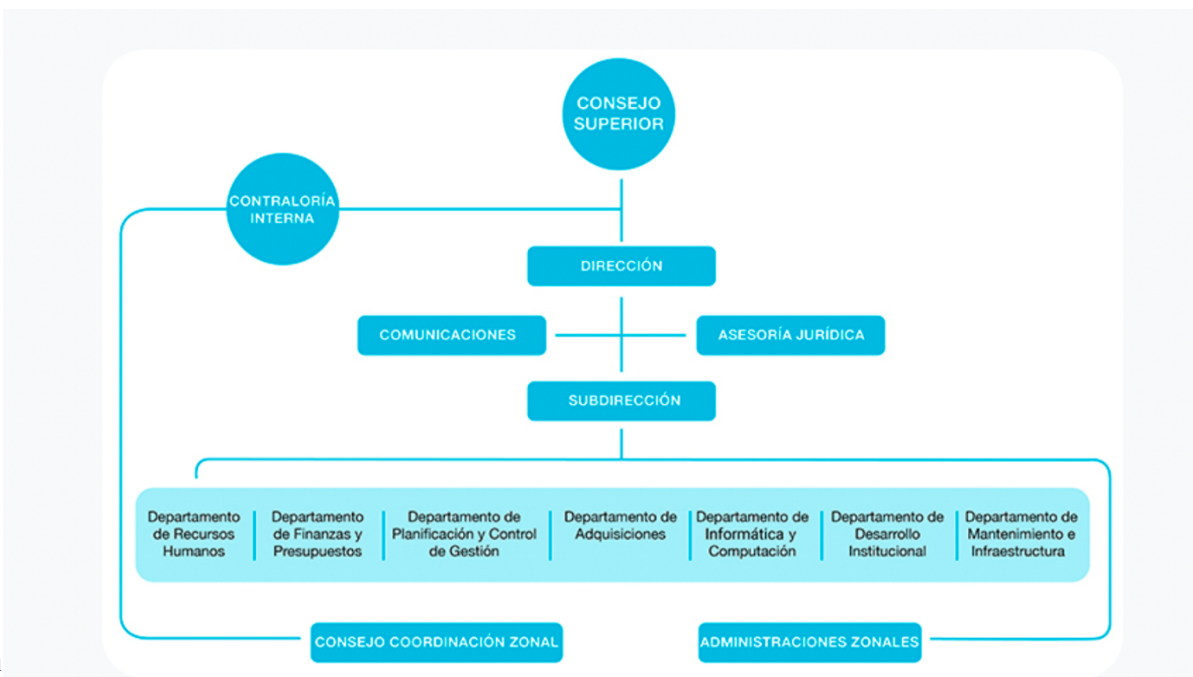 CONSEJO
SUPERIOR
CONTRALORÍA
INTERNA
DIRECCIÓN
COMUNICACIONES
ASESORÍA JURÍDICA
SUBDIRECCIÓN
Departamento
de Recursos
Humanos
Departamento
de Finanzas y
Presupuestos
Departamento de
Planificación y Control
de Gestión
Departamento de
Adquisiciones
Departamento de
Informática y
Computación
Departamento de
Desarrollo
Institucional
Departamento de
Mantenimiento e
Infraestructura
CONSEJO COORDINACIÓN ZONAL
ADMINISTRACIONES ZONALES